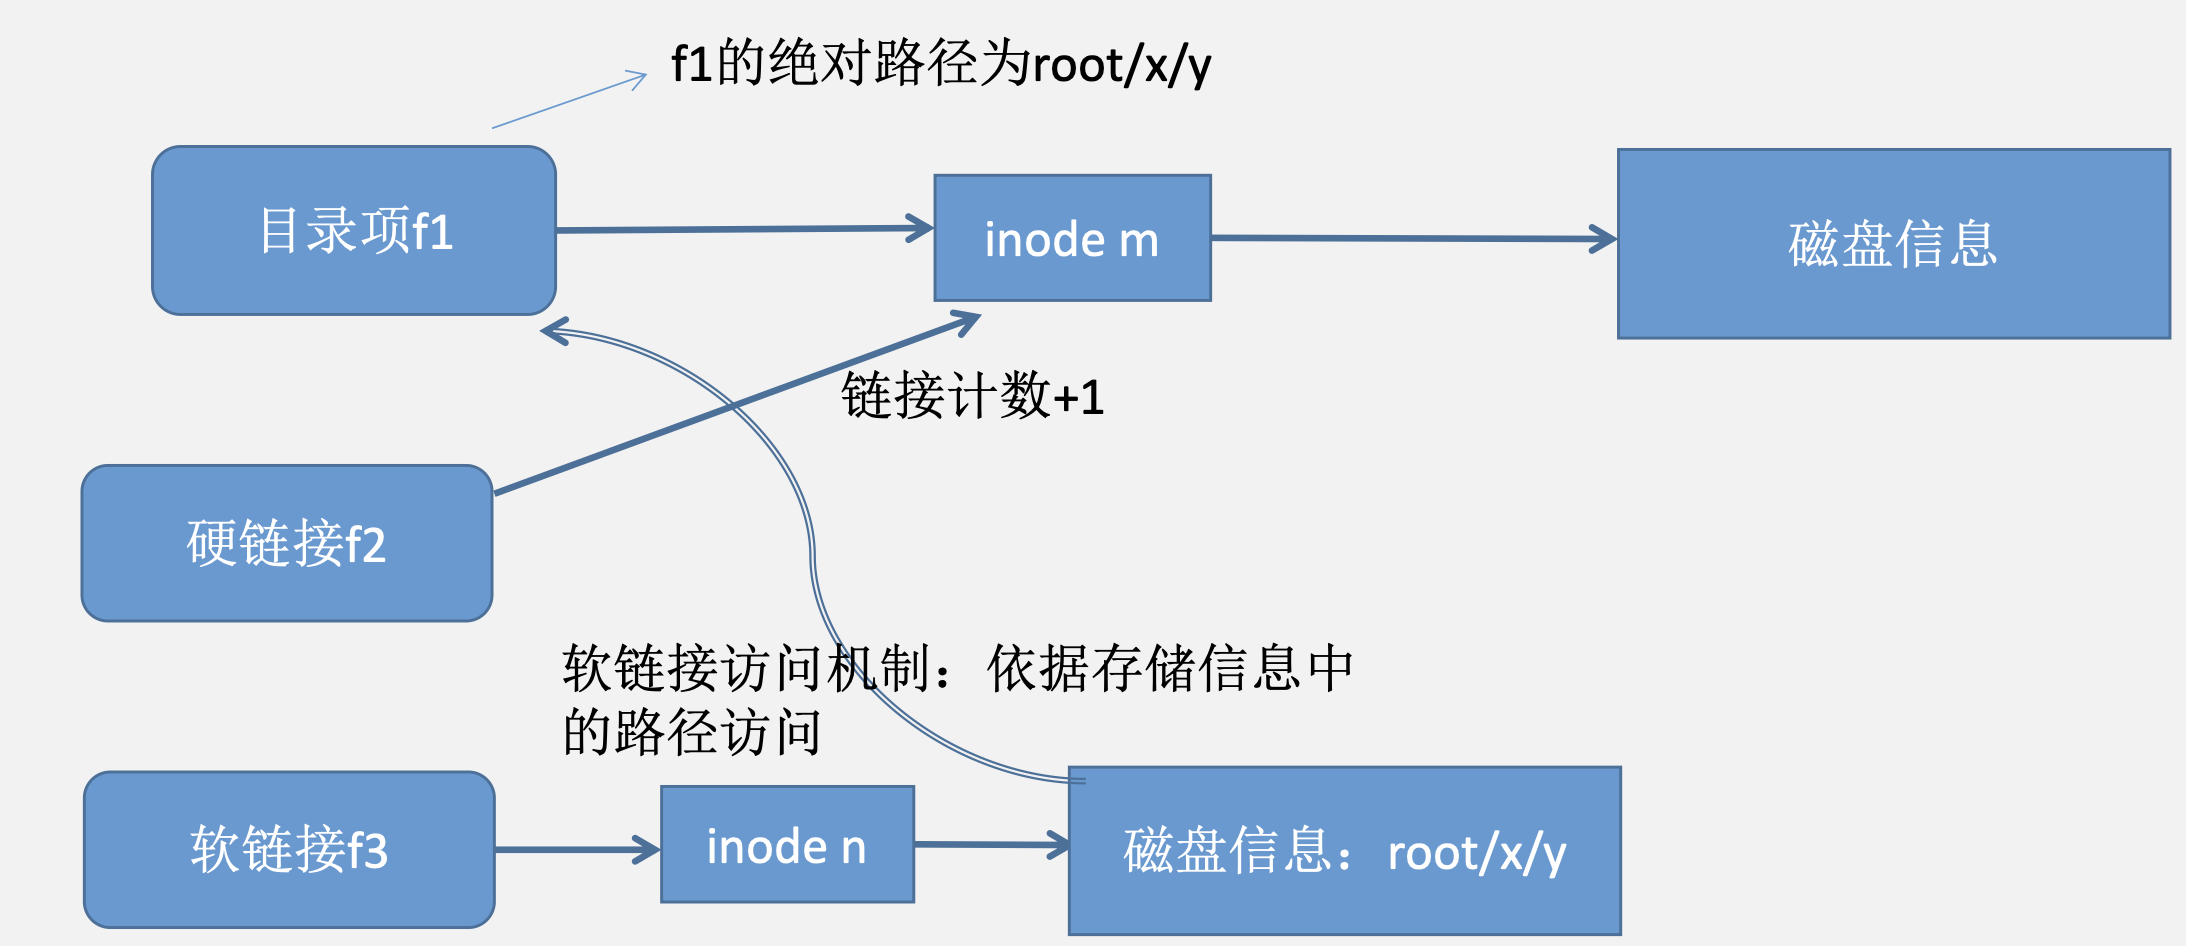 f1的绝对路径为root/x/y
目录项f1
inode m
磁盘信息
链接计数+1
硬链接f2
软链接访问机制：依据存储信息中
的路径访问
软链接f3
inode n
磁盘信息：root/x/y